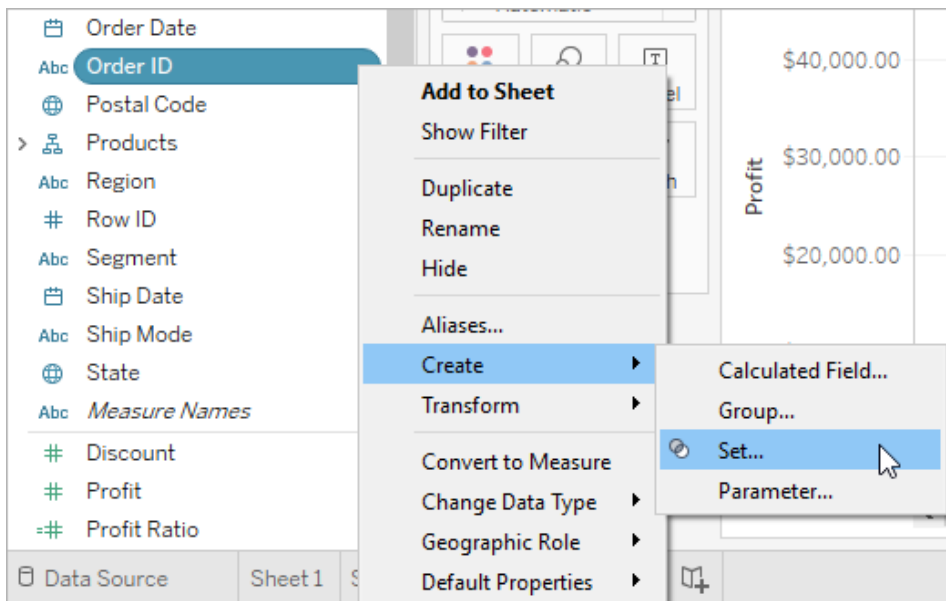 Order Date
Abc Order ID
Postal Code
Products
Abc Region
# Row ID
Abc Segment
Ship Date
Abc Ship Mode
State
Abc Measure Names
# Discount
# Profit
=# Profit Ratio
Data Source
Sheet 1
S
T
el
h
Add to Sheet
Show Filter
Duplicate
Rename
Hide
Aliases...
Create
Transform
Convert to Measure
Change Data Type
Geographic Role
Default Properties
Calculated Field...
Group...
Set...
Parameter...
Profit
$40,000.00
$30,000.00
$20,000.00